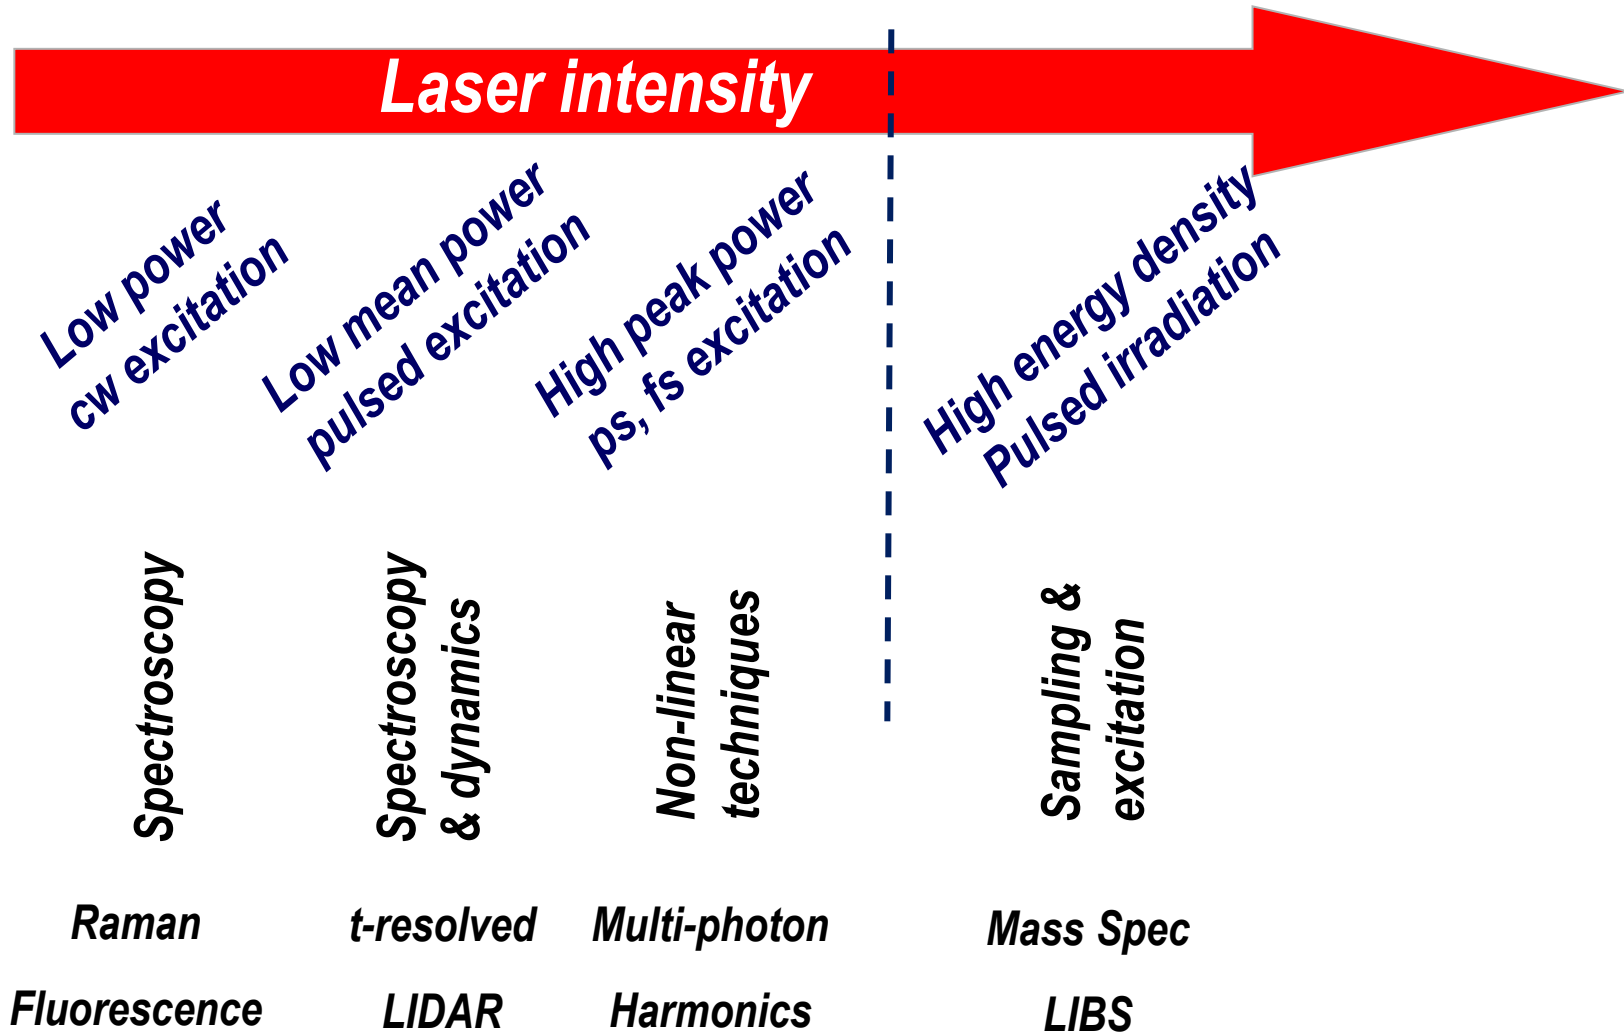 Laser intensity
Low power
cw excitation
Low mean power
pulsed excitation
High peak power
ps, fs excitation
High energy density
Pulsed irradiation
Spectroscopy
Spectroscopy
& dynamics
Non-linear
techniques
Sampling &
excitation
Raman
t-resolved
Multi-photon
Mass Spec
Fluorescence
LIDAR
Harmonics
LIBS